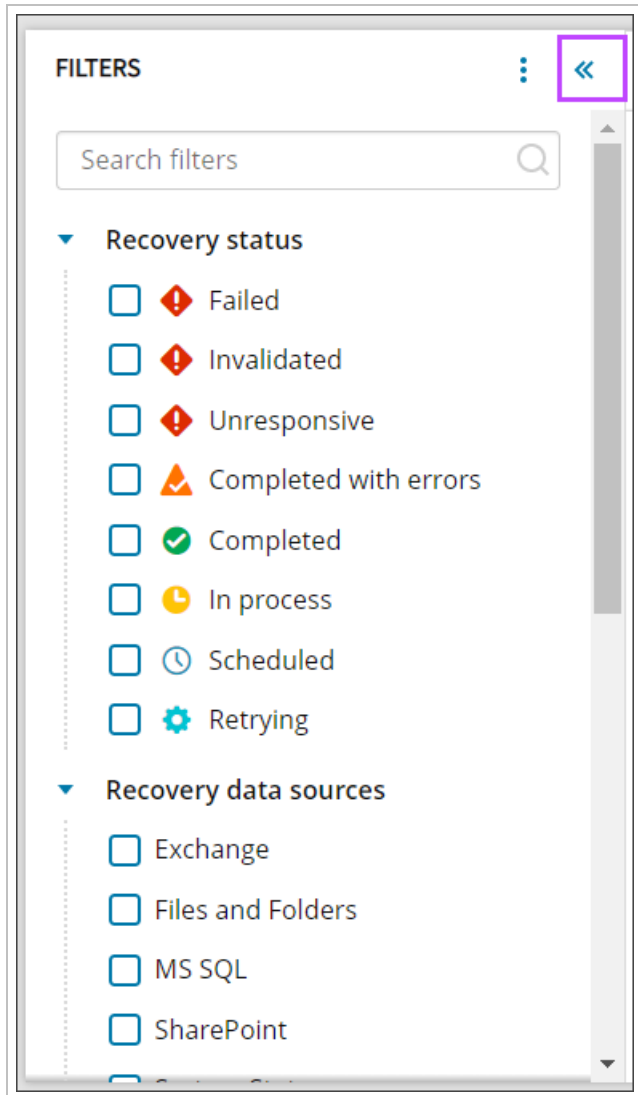 FILTERS
Search filters
Recovery status
Failed
Invalidated
Unresponsive
Completed with errors
Completed
In process
Scheduled
Retrying
Recovery data sources
Exchange
Files and Folders
MS SQL
SharePoint